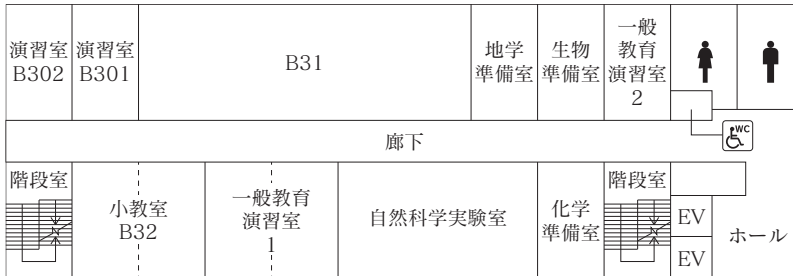 演習室
B302
演習室
B301
B31
地学
準備室
生物
準備室
一般
教育
演習室
2
廊下
WC
階段室
小教室
B32
一般教育
演習室
1
自然科学実験室
化学
準備室
階段室
EV
EV
ホール